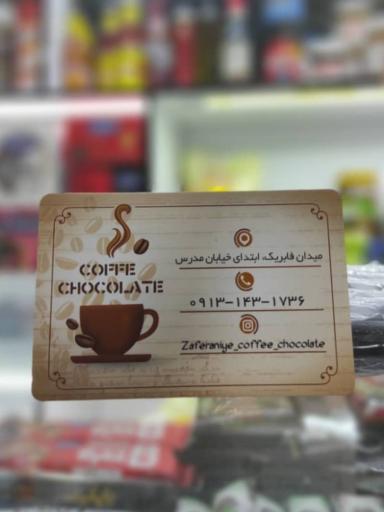 COFFE
CHOCOLATE
میدان فابریک، ابتدای خیابان مدرس
۰۹۱۳-۱۴۳-۱۷۳۶
Zaferaniye_coffee_chocolate